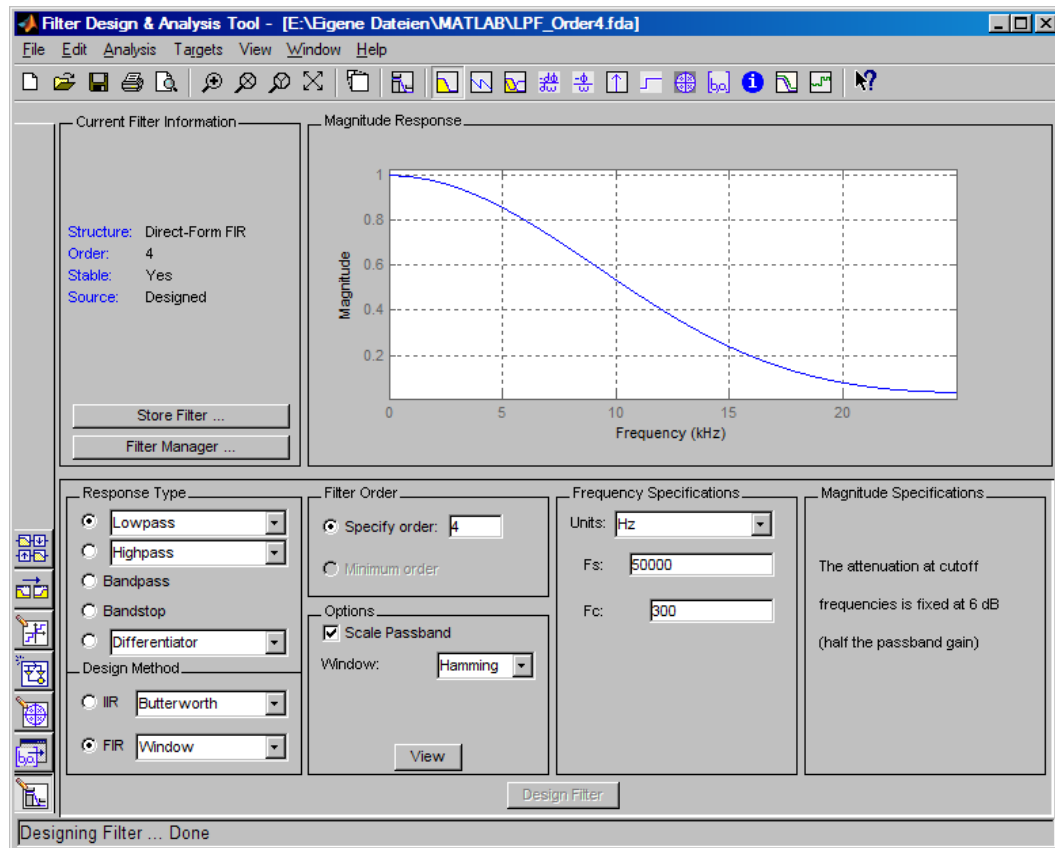 Filter Design & Analysis Tool - [E:\Eigene Dateien\MATLAB\LPF_Order4.fda]
File Edit Analysis Targets View Window Help
Current Filter Information
Structure: Direct-Form FIR
Order: 4
Stable: Yes
Source: Designed
Store Filter ...
Filter Manager ...
Magnitude Response
1
0.8
0.6
0.4
0.2
Magnitude
0 5 10 15 20
Frequency (kHz)
Response Type
Lowpass
Highpass
Bandpass
Bandstop
Differentiator
Design Method
IIR Butterworth
FIR Window
Filter Order
Specify order: 4
Minimum order
Options
Scale Passband
Window: Hamming
View
Frequency Specifications
Units: Hz
Fs: 50000
Fc: 300
Magnitude Specifications
The attenuation at cutoff
frequencies is fixed at 6 dB
(half the passband gain)
Design Filter
Designing Filter ... Done